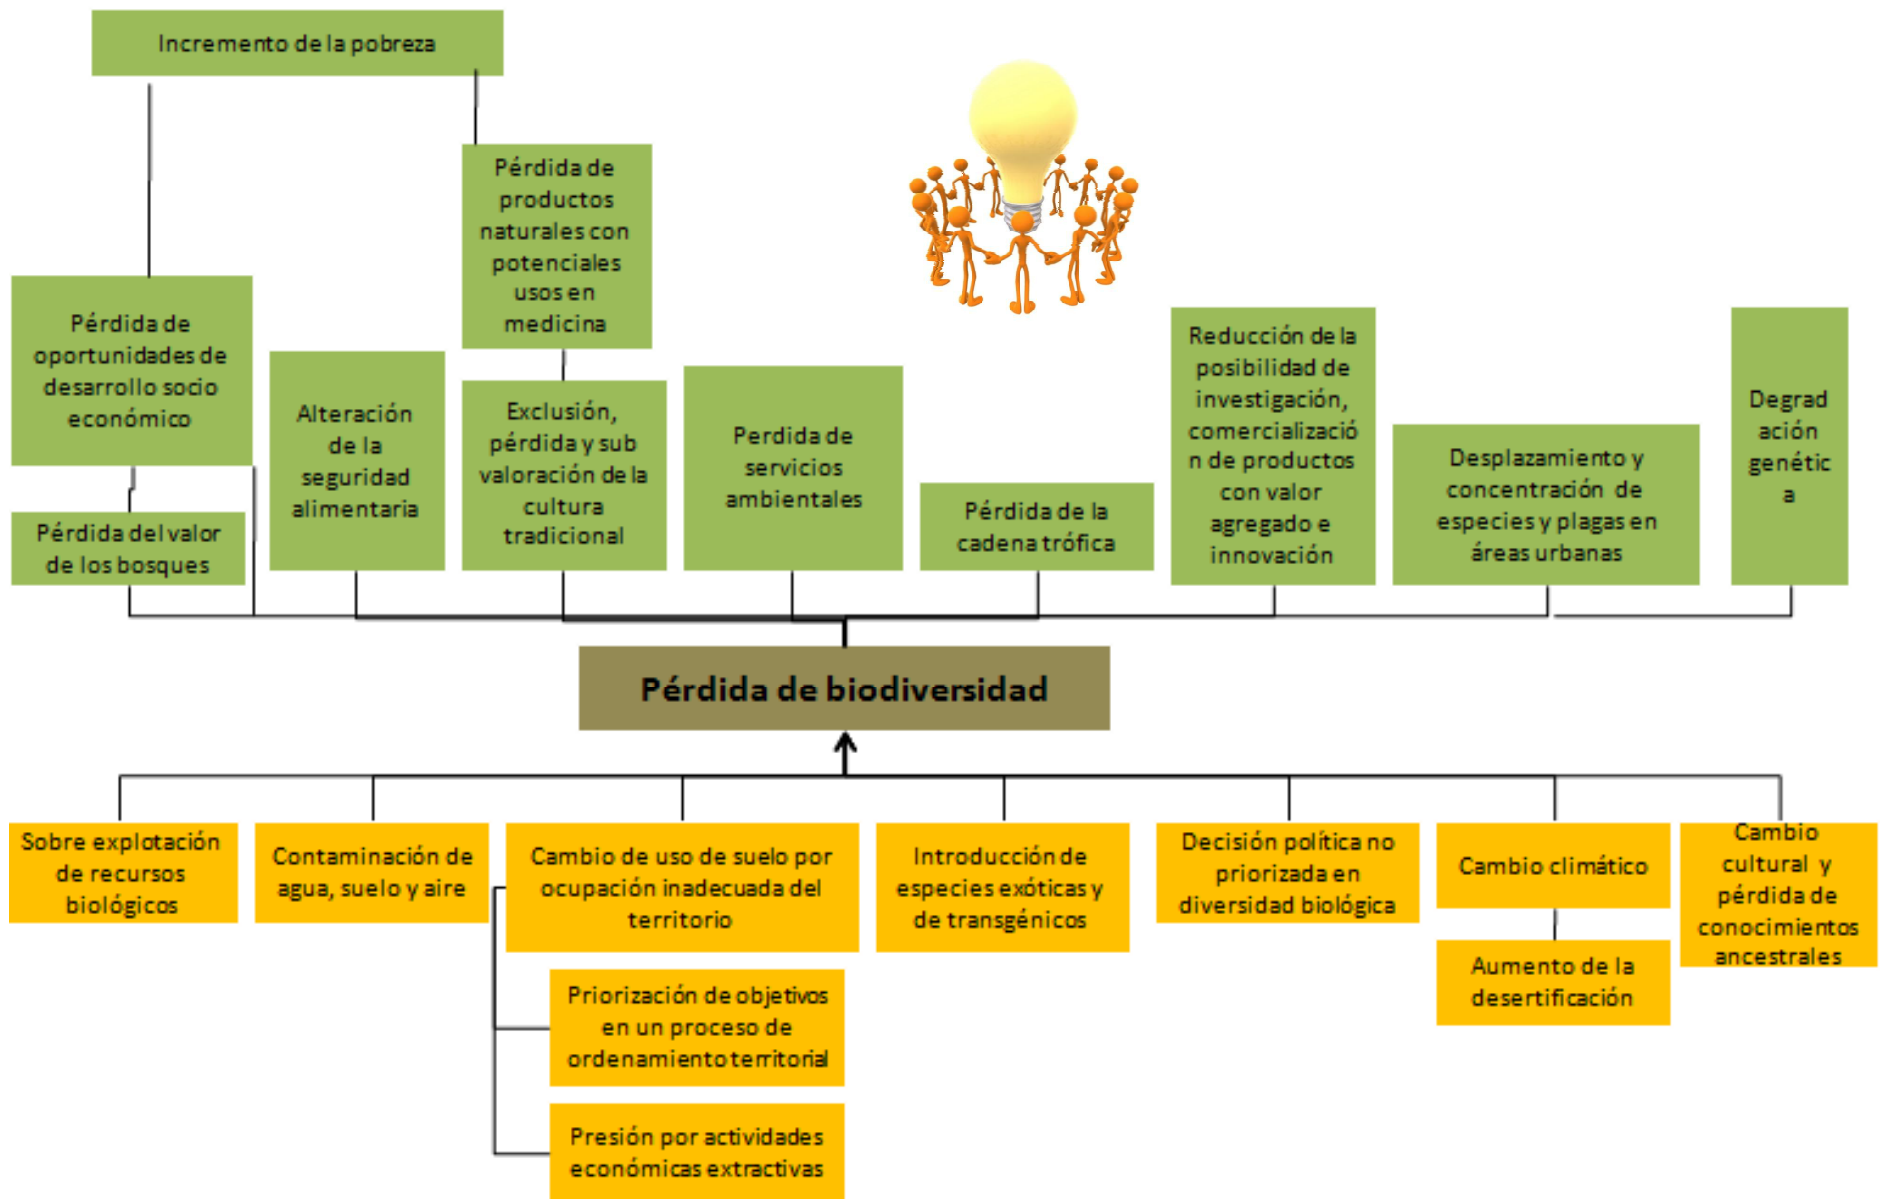 Incremento de la pobreza
Pérdida de
productos
naturales con
potenciales
usos en
medicina
Pérdida de
oportunidades de
desarrollo socio
económico
Pérdida del valor
de los bosques
Alteración
de la
seguridad
alimentaria
Exclusión,
pérdida y sub
valoración de la
cultura
tradicional
Perdida de
servicios
ambientales
Pérdida de la
cadena trófica
Reducción de la
posibilidad de
investigación,
comercializació
n de productos
con valor
agregado e
innovación
Desplazamiento y
concentración de
especies y plagas en
áreas urbanas
Degrad
ación
genétic
a
Pérdida de biodiversidad
Sobre explotación
de recursos
biológicos
Contaminación de
agua, suelo y aire
Cambio de uso de suelo por
ocupación inadecuada del
territorio
Priorización de objetivos
en un proceso de
ordenamiento territorial
Presión por actividades
económicas extractivas
Introducción de
especies exóticas y
de transgénicos
Decisión política no
priorizada en
diversidad biológica
Cambio climático
Aumento de la
desertificación
Cambio
cultural y
pérdida de
conocimientos
ancestrales